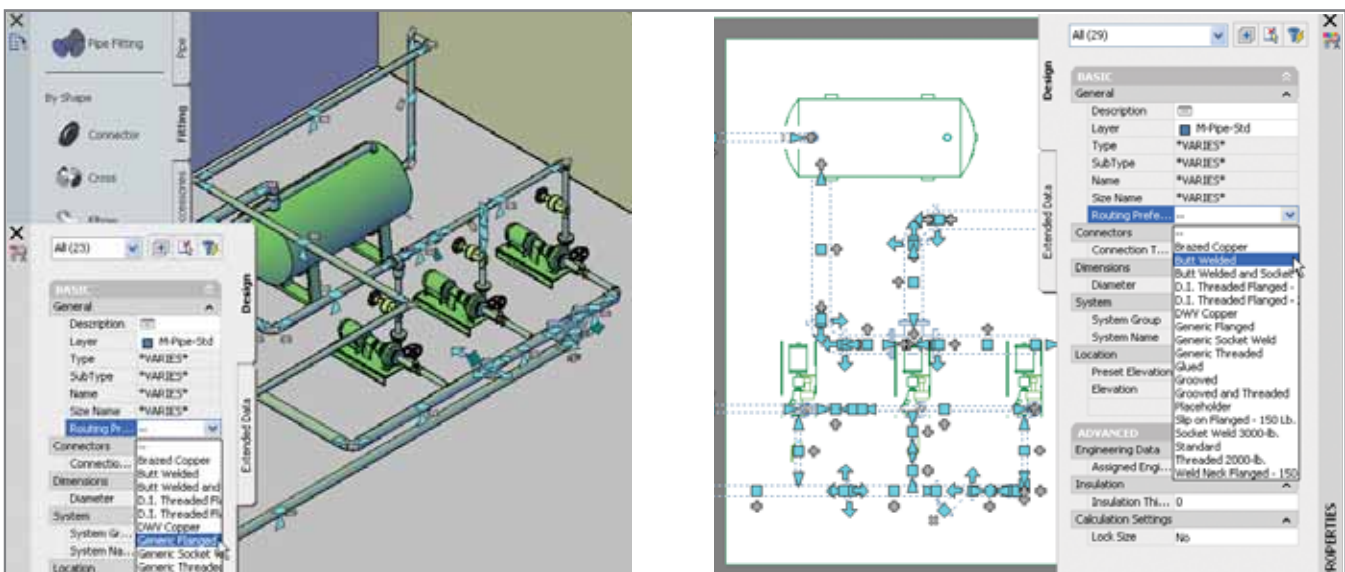 Pipe Fitting
Pipe
By Shape
Connector
Fitting
Cross
Elbow
All (23)
BASIC
General
Design
Description
Layer M-Pipe-Std
Type *VARIES*
SubType *VARIES*
Name *VARIES*
Size Name *VARIES*
Routing Pr... --
Extended Data
Connectors --
Connectio... Brazed Copper
Butt Welded
Dimensions Butt Welded and
Diameter D.I. Threaded Fl
System D.I. Threaded Fl
System Gr... DWV Copper
Generic Flanged
System Na... Generic Socket W
Location Generic Threaded
All (29)
Design
BASIC
General
Description
Layer M-Pipe-Std
Type *VARIES*
SubType *VARIES*
Name *VARIES*
Size Name *VARIES*
Routing Prefe... --
Extended Data
Connectors --
Connection T... Brazed Copper
Butt Welded
Dimensions Butt Welded and Socket
Diameter D.I. Threaded Flanged -
System D.I. Threaded Flanged -
System Group DWV Copper
Generic Flanged
System Name Generic Socket Weld
Location Generic Threaded
Preset Elevation Glued
Grooved
Elevation Grooved and Threaded
Placeholder
Slip on Flanged - 150 Lb.
ADVANCED Socket Weld 3000-lb.
Engineering Data Standard
Assigned Engi... Threaded 2000-lb.
Weld Neck Flanged - 150
Insulation
Insulation Thi... 0
Calculation Settings
Lock Size No
PROPERTIES